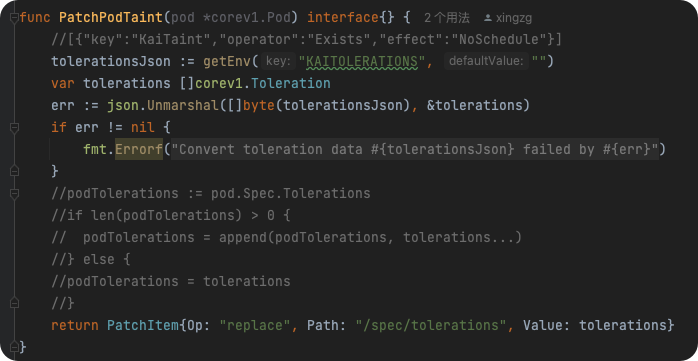 func PatchPodTaint(pod *corev1.Pod) interface{} { 2个用法 xingzg
//[{"key":"KaiTaint","operator":"Exists","effect":"NoSchedule"}]
tolerationsJson := getEnv( key: "KAITOLERATIONS", defaultValue: "")
var tolerations []corev1.Toleration
err := json.Unmarshal([]byte(tolerationsJson), &tolerations)
if err != nil {
fmt.Errorf("Convert toleration data #{tolerationsJson} failed by #{err}")
}
//podTolerations := pod.Spec.Tolerations
//if len(podTolerations) > 0 {
// podTolerations = append(podTolerations, tolerations...)
//} else {
//podTolerations = tolerations
//}
return PatchItem{Op: "replace", Path: "/spec/tolerations", Value: tolerations}
}